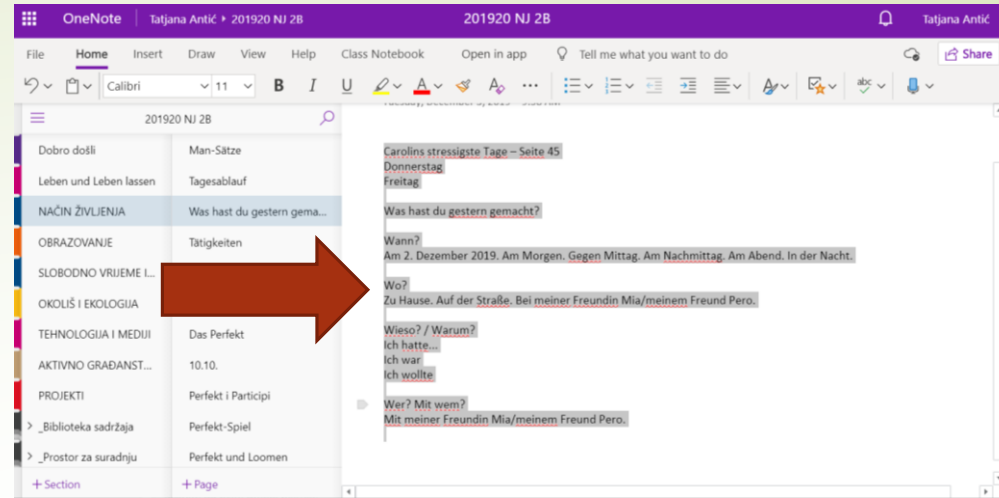 OneNote
Tatjana Antić ▸ 201920 NJ 2B
201920 NJ 2B
Tatjana Antić
File Home Insert Draw View Help Class Notebook Open in app Tell me what you want to do
Share
Calibri 11 B I U A A abc
201920 NJ 2B
Dobro došli
Leben und Leben lassen
NAČIN ŽIVLJENJA
OBRAZOVANJE
SLOBODNO VRIJEME I...
OKOLIŠ I EKOLOGIJA
TEHNOLOGIJA I MEDIJI
AKTIVNO GRAĐANST...
PROJEKTI
_Biblioteka sadržaja
_Prostor za suradnju
+ Section
Man-Sätze
Tagesablauf
Was hast du gestern gema...
Tätigkeiten
Das Perfekt
10.10.
Perfekt i Participi
Perfekt-Spiel
Perfekt und Loomen
+ Page
Carolins stressigste Tage – Seite 45
Donnerstag
Freitag
Was hast du gestern gemacht?
Wann?
Am 2. Dezember 2019. Am Morgen. Gegen Mittag. Am Nachmittag. Am Abend. In der Nacht.
Wo?
Zu Hause. Auf der Straße. Bei meiner Freundin Mia/meinem Freund Pero.
Wieso? / Warum?
Ich hatte...
Ich war
Ich wollte
Wer? Mit wem?
Mit meiner Freundin Mia/meinem Freund Pero.